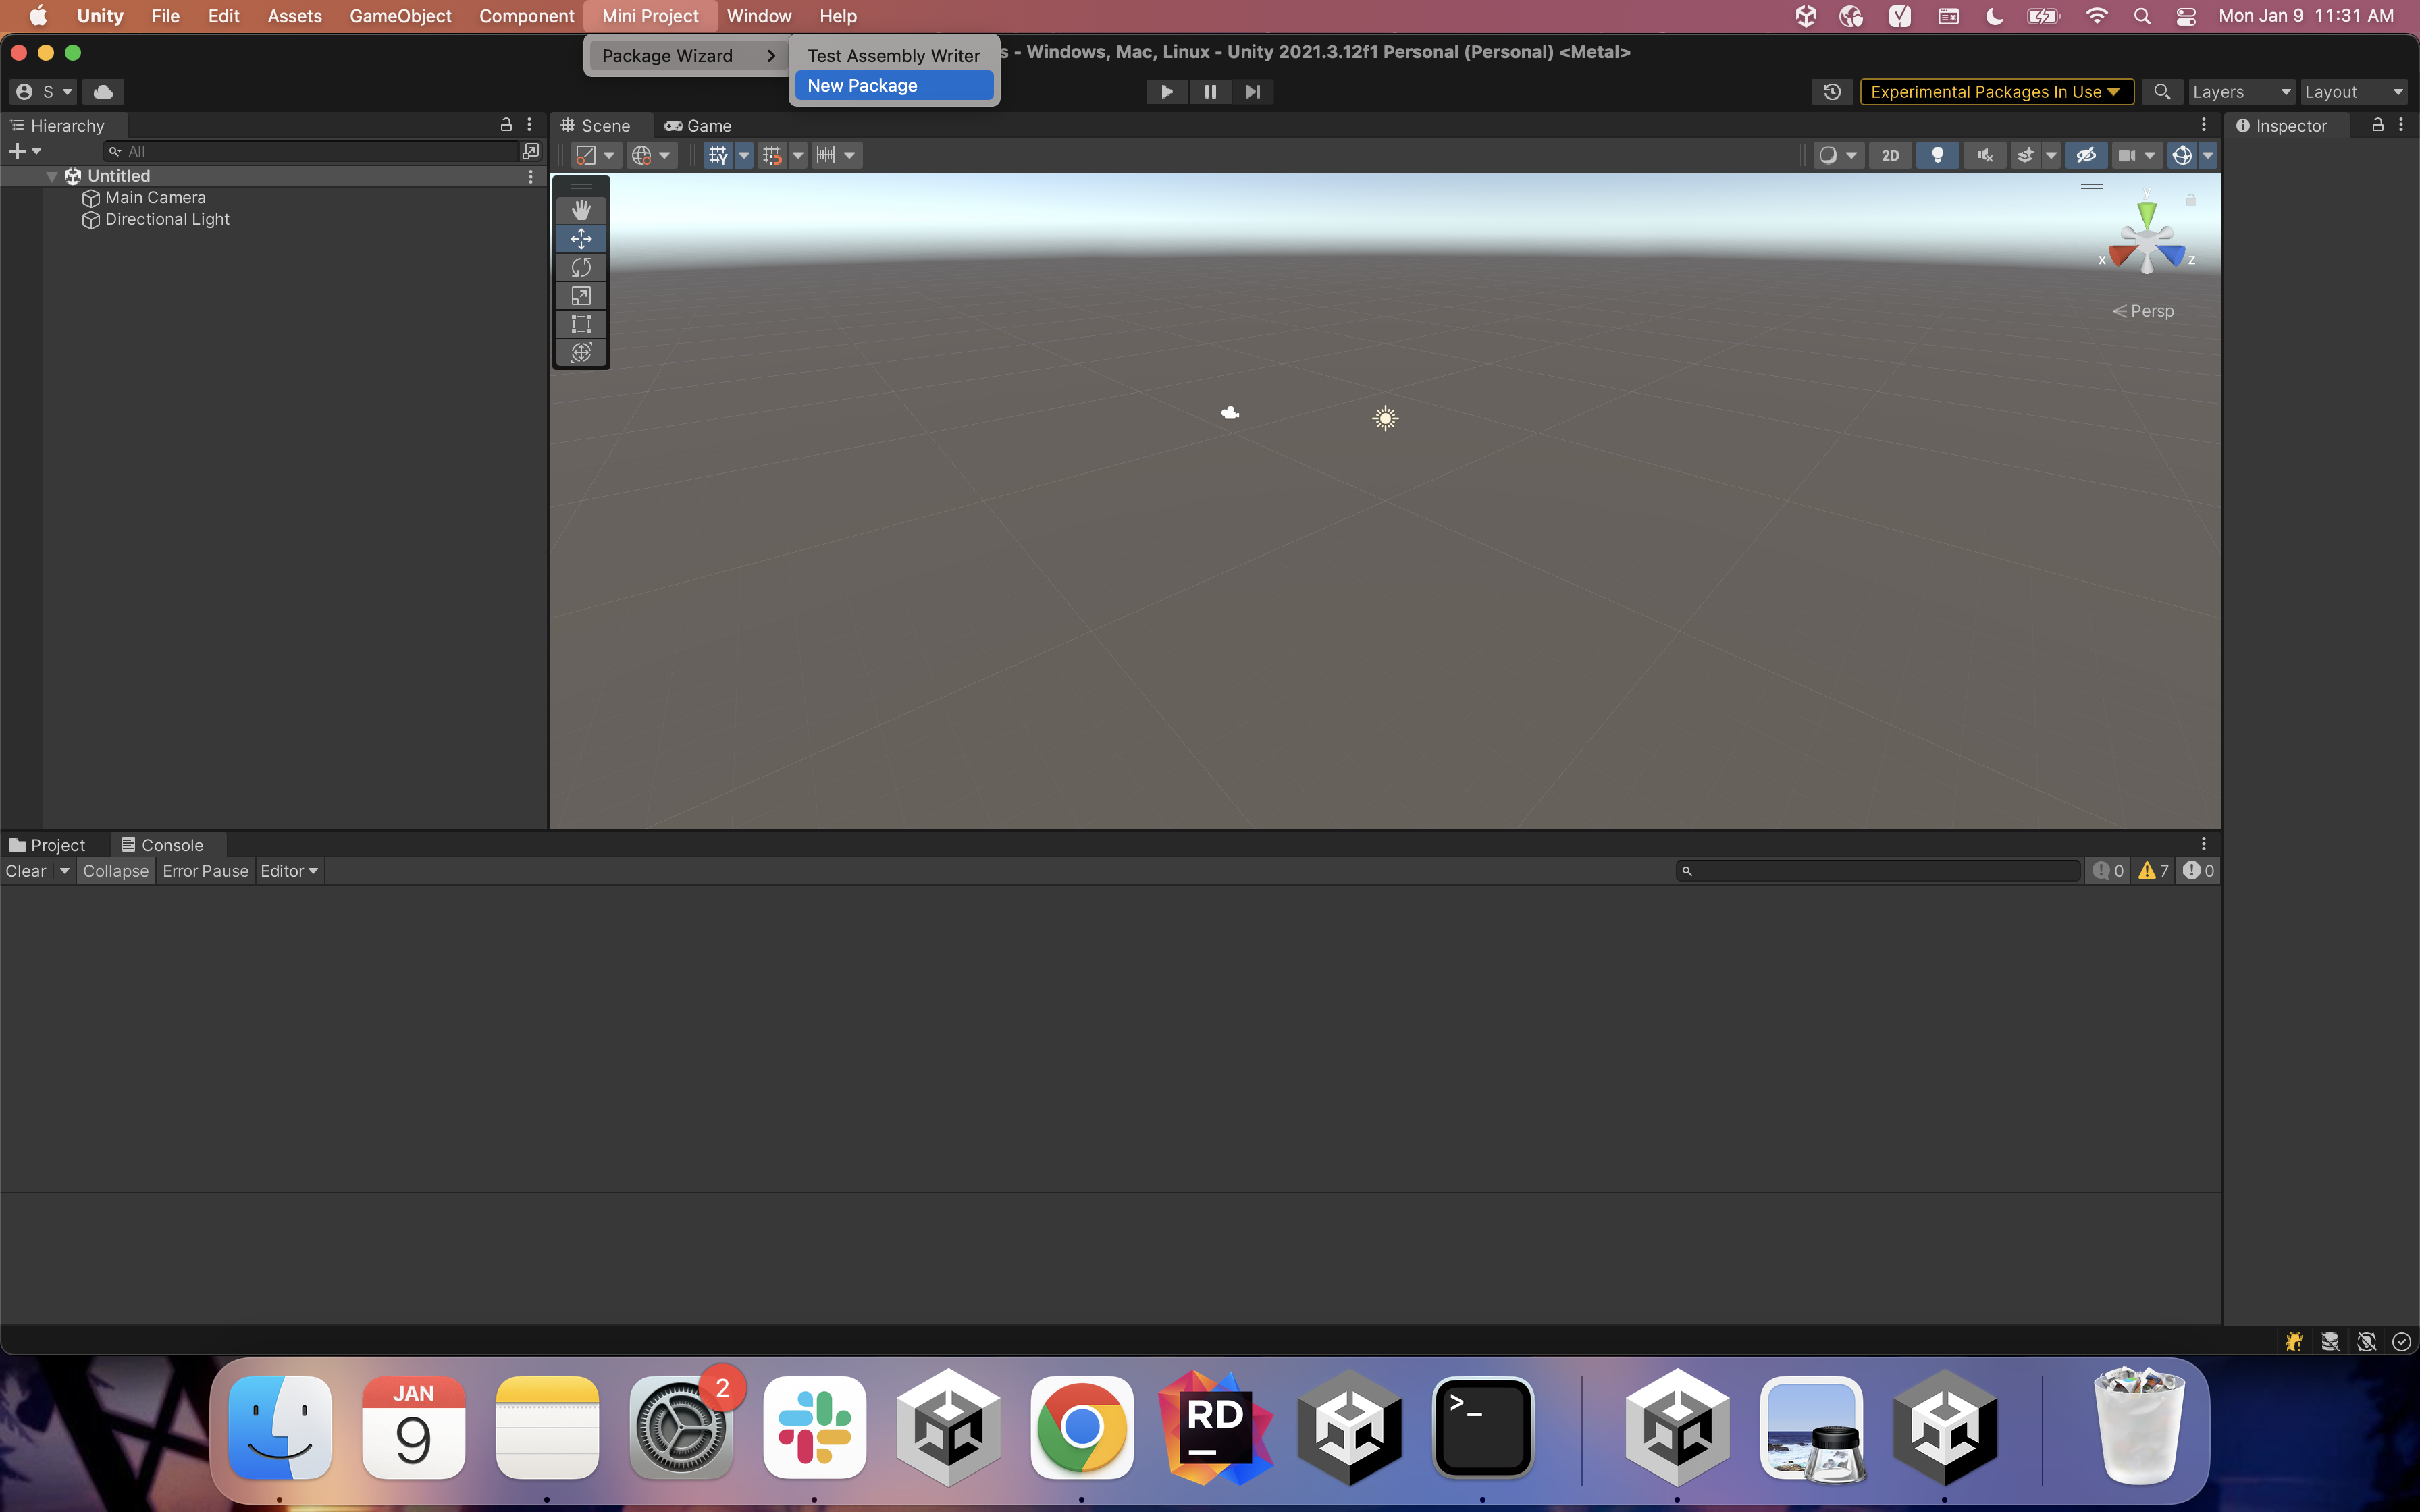 Unity File Edit Assets GameObject Component Mini Project Window Help Mon Jan 9 11:31 AM
Package Wizard Test Assembly Writer
New Package
s - Windows, Mac, Linux - Unity 2021.3.12f1 Personal (Personal) <Metal>
S Experimental Packages In Use Layers Layout
Hierarchy Scene Game Inspector
All 2D
Untitled
Main Camera
Directional Light
y
x z
Persp
Project Console
Clear Collapse Error Pause Editor 0 7 0
2
JAN
9
RD
>_